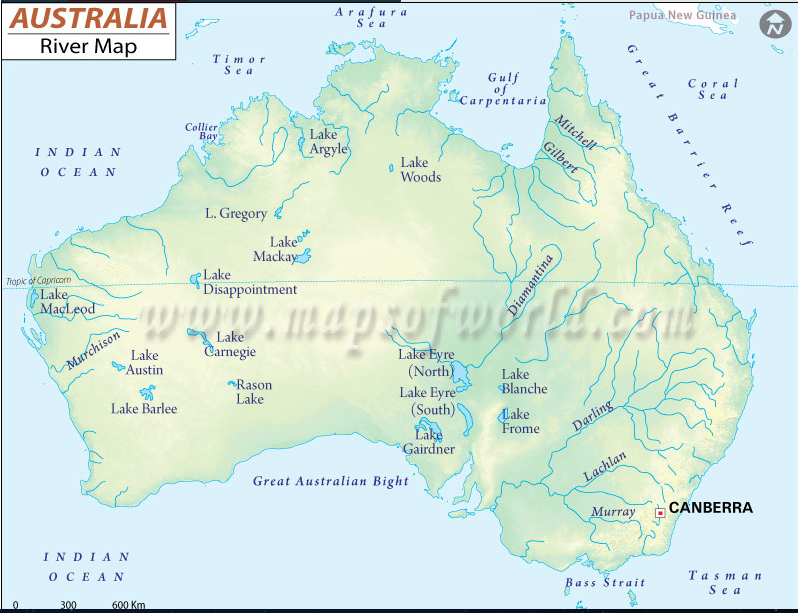 AUSTRALIA
River Map
Arafura
Sea
Papua New Guinea
N
Timor
Sea
Gulf
of
Carpentaria
Coral
Sea
Great Barrier Reef
Collier
Bay
Lake
Argyle
Mitchell
Gilbert
INDIAN
OCEAN
Lake
Woods
L. Gregory
Lake
Mackay
Tropic of Capricorn
Lake
Disappointment
Diamantina
Lake
MacLeod
www.mapsofworld.com
Murchison
Lake
Carnegie
Lake
Austin
Lake Eyre
(North)
Lake
Blanche
Rason
Lake
Lake Barlee
Lake Eyre
(South)
Lake
Frome
Darling
Lake
Gairdner
Lachlan
Great Australian Bight
Murray
CANBERRA
INDIAN
OCEAN
Bass Strait
Tasman
Sea
0 300 600 Km